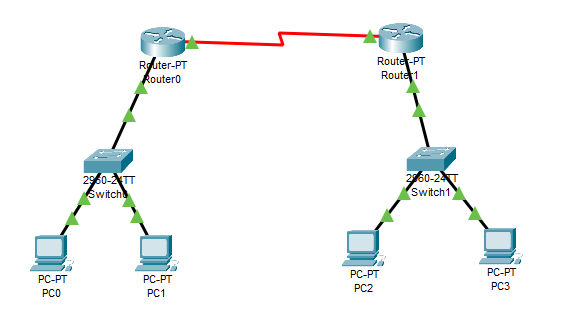 Router-PT
Router0
Router-PT
Router1
2960-24TT
Switch0
2960-24TT
Switch1
PC-PT
PC0
PC-PT
PC1
PC-PT
PC2
PC-PT
PC3